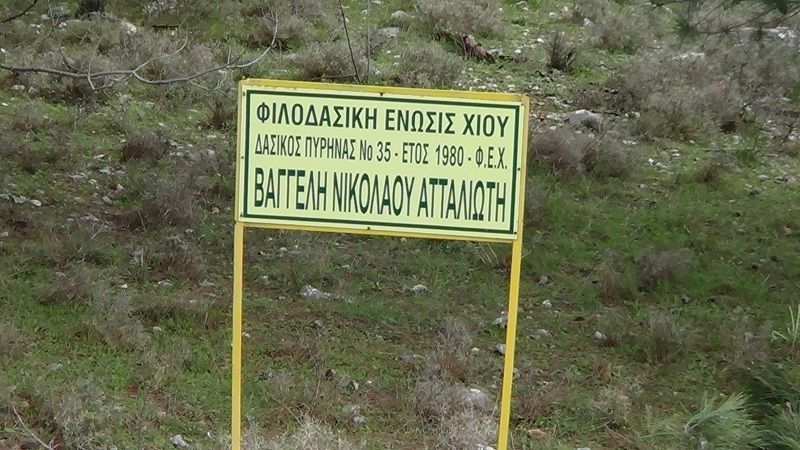 ΦΙΛΟΔΑΣΙΚΗ ΕΝΩΣΙΣ ΧΙΟΥ
ΔΑΣΙΚΟΣ ΠΥΡΗΝΑΣ Νο 35 - ΕΤΟΣ 1980 - Φ.Ε.Χ.
ΒΑΓΓΕΛΗ ΝΙΚΟΛΑΟΥ ΑΤΤΑΛΙΩΤΗ